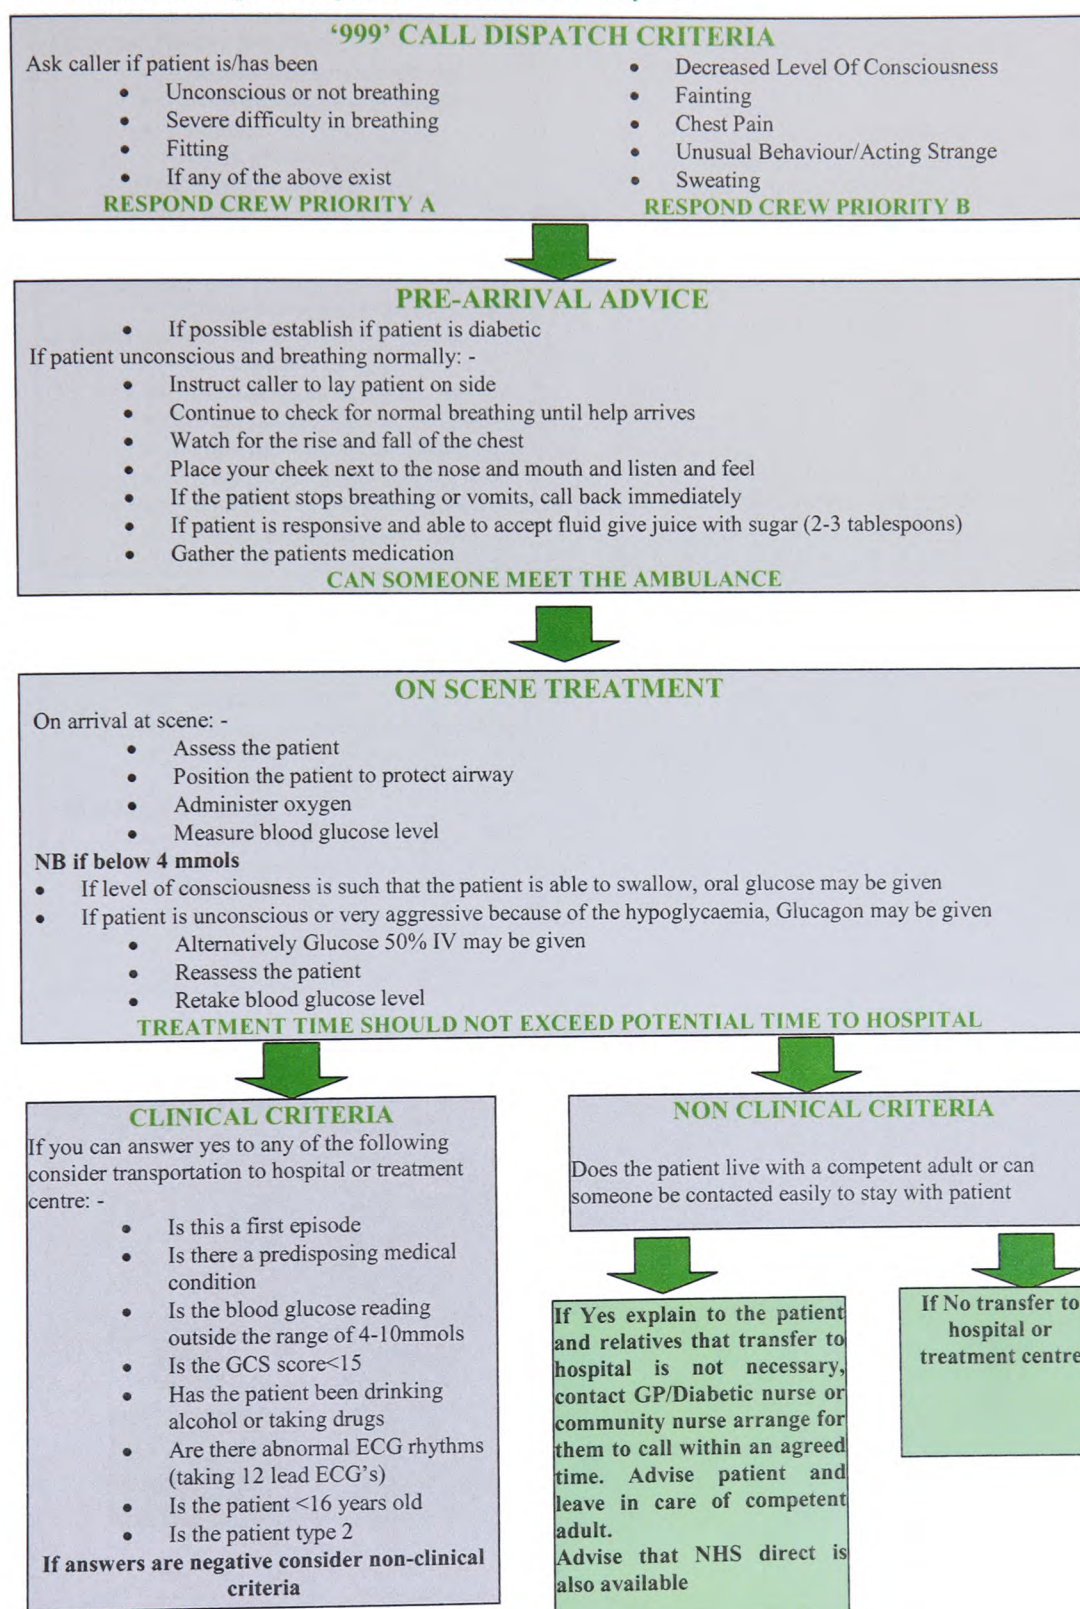 ‘999’ CALL DISPATCH CRITERIA
Ask caller if patient is/has been
• Unconscious or not breathing
• Severe difficulty in breathing
• Fitting
• If any of the above exist
RESPOND CREW PRIORITY A
• Decreased Level Of Consciousness
• Fainting
• Chest Pain
• Unusual Behaviour/Acting Strange
• Sweating
RESPOND CREW PRIORITY B
PRE-ARRIVAL ADVICE
• If possible establish if patient is diabetic
If patient unconscious and breathing normally: -
• Instruct caller to lay patient on side
• Continue to check for normal breathing until help arrives
• Watch for the rise and fall of the chest
• Place your cheek next to the nose and mouth and listen and feel
• If the patient stops breathing or vomits, call back immediately
• If patient is responsive and able to accept fluid give juice with sugar (2-3 tablespoons)
• Gather the patients medication
CAN SOMEONE MEET THE AMBULANCE
ON SCENE TREATMENT
On arrival at scene: -
• Assess the patient
• Position the patient to protect airway
• Administer oxygen
• Measure blood glucose level
NB if below 4 mmols
• If level of consciousness is such that the patient is able to swallow, oral glucose may be given
• If patient is unconscious or very aggressive because of the hypoglycaemia, Glucagon may be given
• Alternatively Glucose 50% IV may be given
• Reassess the patient
• Retake blood glucose level
TREATMENT TIME SHOULD NOT EXCEED POTENTIAL TIME TO HOSPITAL
CLINICAL CRITERIA
If you can answer yes to any of the following
consider transportation to hospital or treatment
centre: -
• Is this a first episode
• Is there a predisposing medical
condition
• Is the blood glucose reading
outside the range of 4-10mmols
• Is the GCS score<15
• Has the patient been drinking
alcohol or taking drugs
• Are there abnormal ECG rhythms
(taking 12 lead ECG's)
• Is the patient <16 years old
• Is the patient type 2
If answers are negative consider non-clinical
criteria
NON CLINICAL CRITERIA
Does the patient live with a competent adult or can
someone be contacted easily to stay with patient
If Yes explain to the patient
and relatives that transfer to
hospital is not necessary,
contact GP/Diabetic nurse or
community nurse arrange for
them to call within an agreed
time. Advise patient and
leave in care of competent
adult.
Advise that NHS direct is
also available
If No transfer to
hospital or
treatment centre